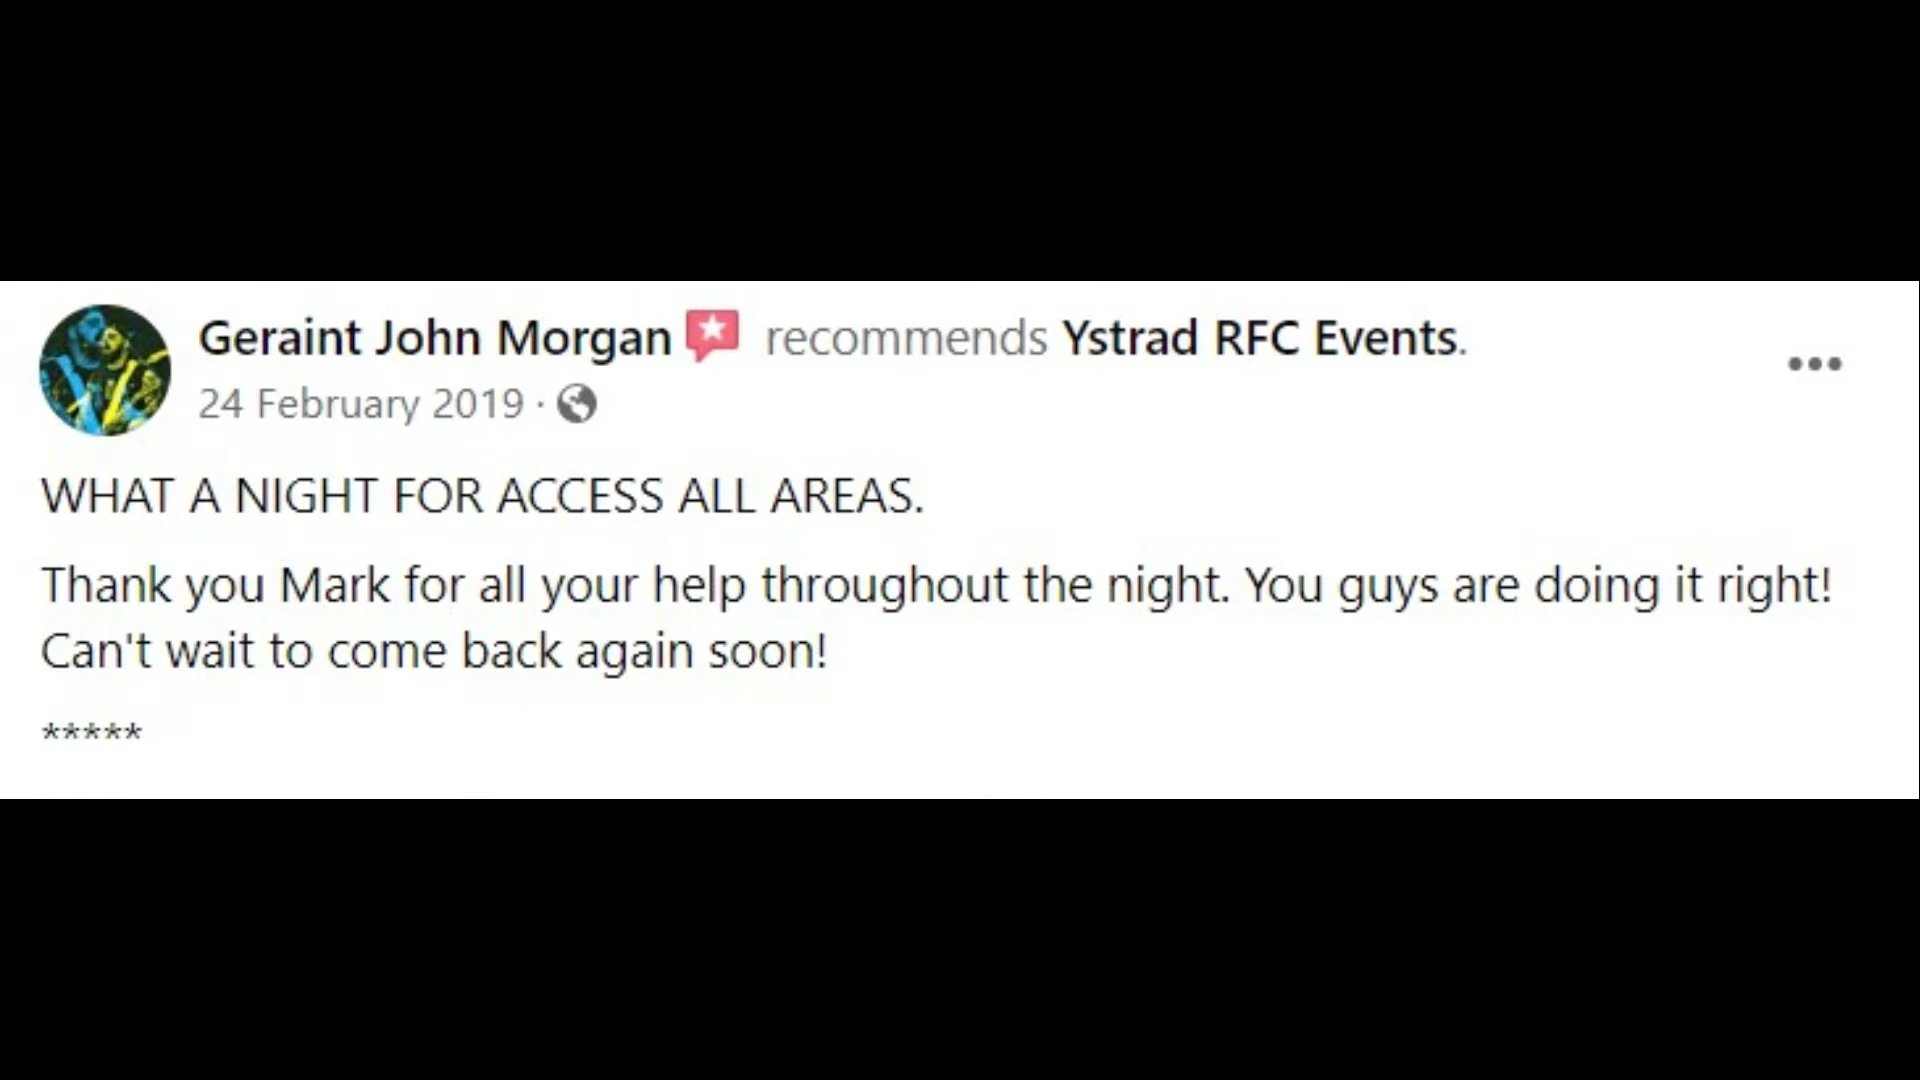 Geraint John Morgan recommends Ystrad RFC Events.
24 February 2019 ·
WHAT A NIGHT FOR ACCESS ALL AREAS.
Thank you Mark for all your help throughout the night. You guys are doing it right!
Can't wait to come back again soon!
*****